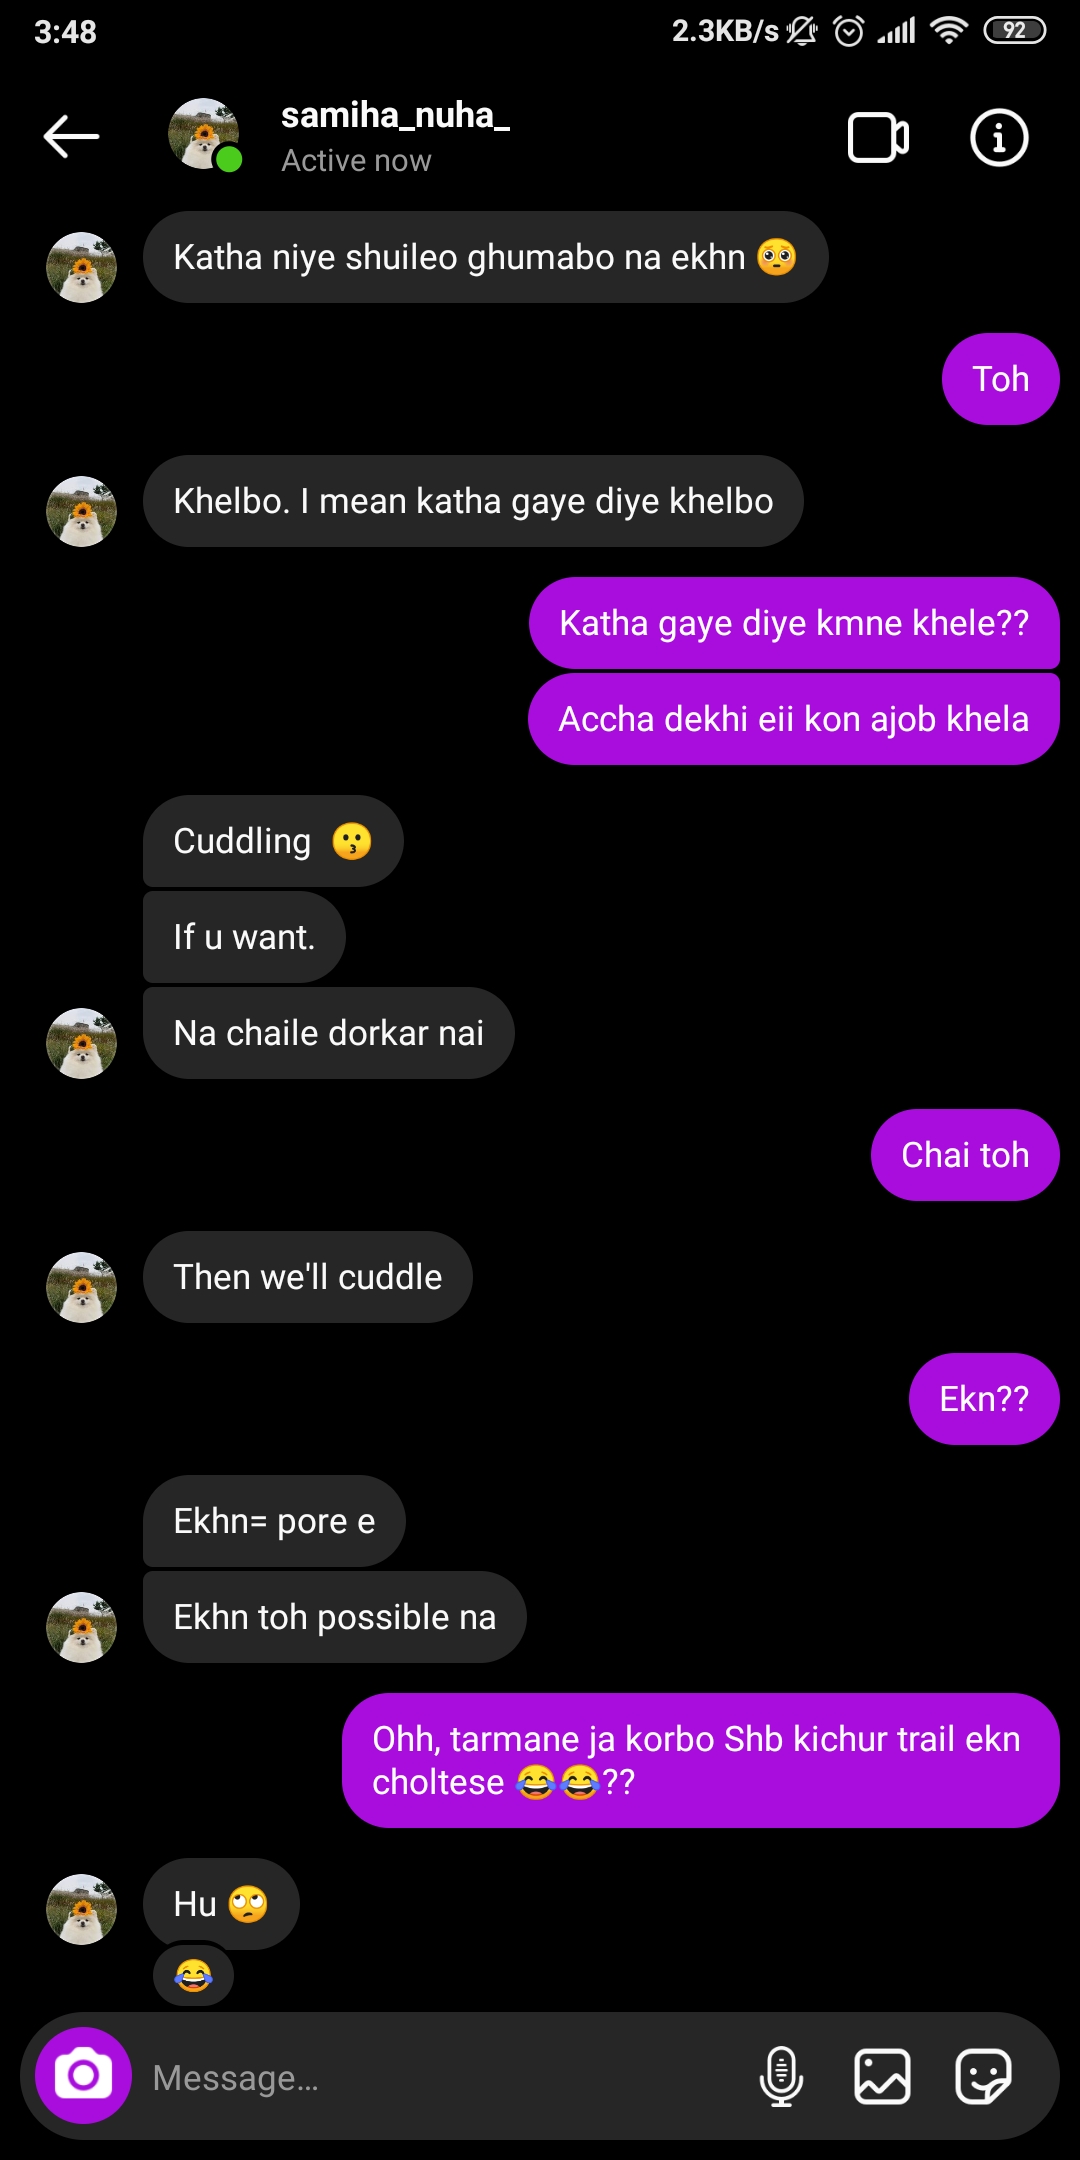 3:48
2.3KB/s
92
samiha_nuha_
Active now
Katha niye shuileo ghumabo na ekhn 🥺
Toh
Khelbo. I mean katha gaye diye khelbo
Katha gaye diye kmne khele??
Accha dekhi eii kon ajob khela
Cuddling 😗
If u want.
Na chaile dorkar nai
Chai toh
Then we'll cuddle
Ekn??
Ekhn= pore e
Ekhn toh possible na
Ohh, tarmane ja korbo Shb kichur trail ekn
choltese 😂😂??
Hu 🙄
😂
Message...